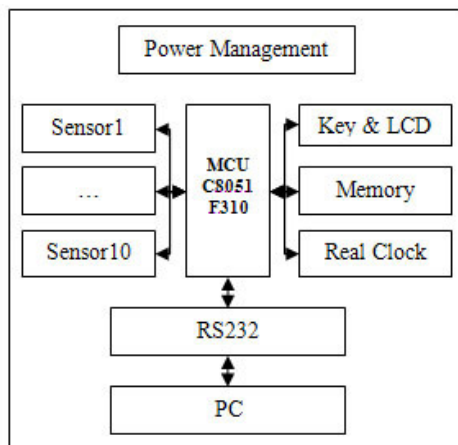 Power Management
Sensor1
...
Sensor10
MCU
C8051
F310
Key & LCD
Memory
Real Clock
RS232
PC